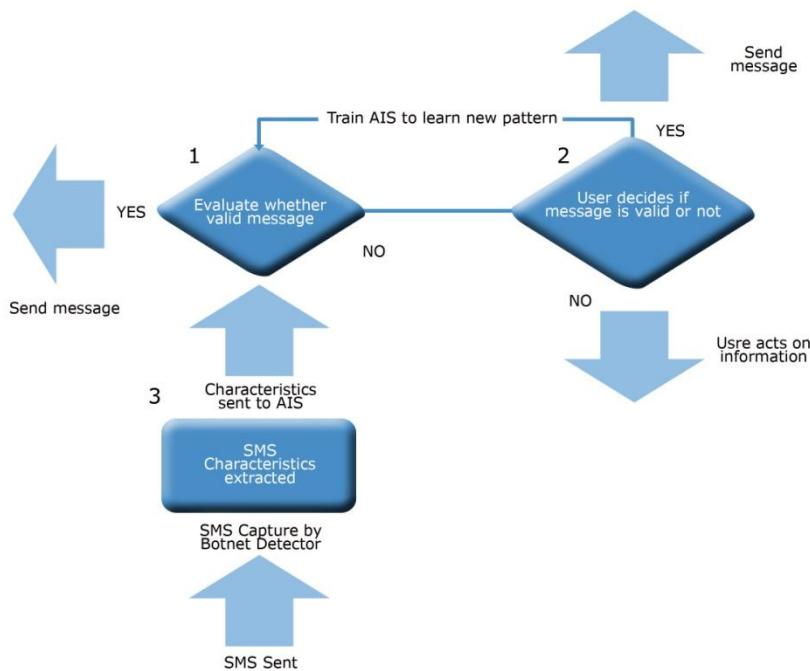 Send
message
Train AIS to learn new pattern
YES
1
2
Evaluate whether
valid message
User decides if
message is valid or not
YES
NO
Send message
NO
Usre acts on
information
Characteristics
sent to AIS
3
SMS
Characteristics
extracted
SMS Capture by
Botnet Detector
SMS Sent